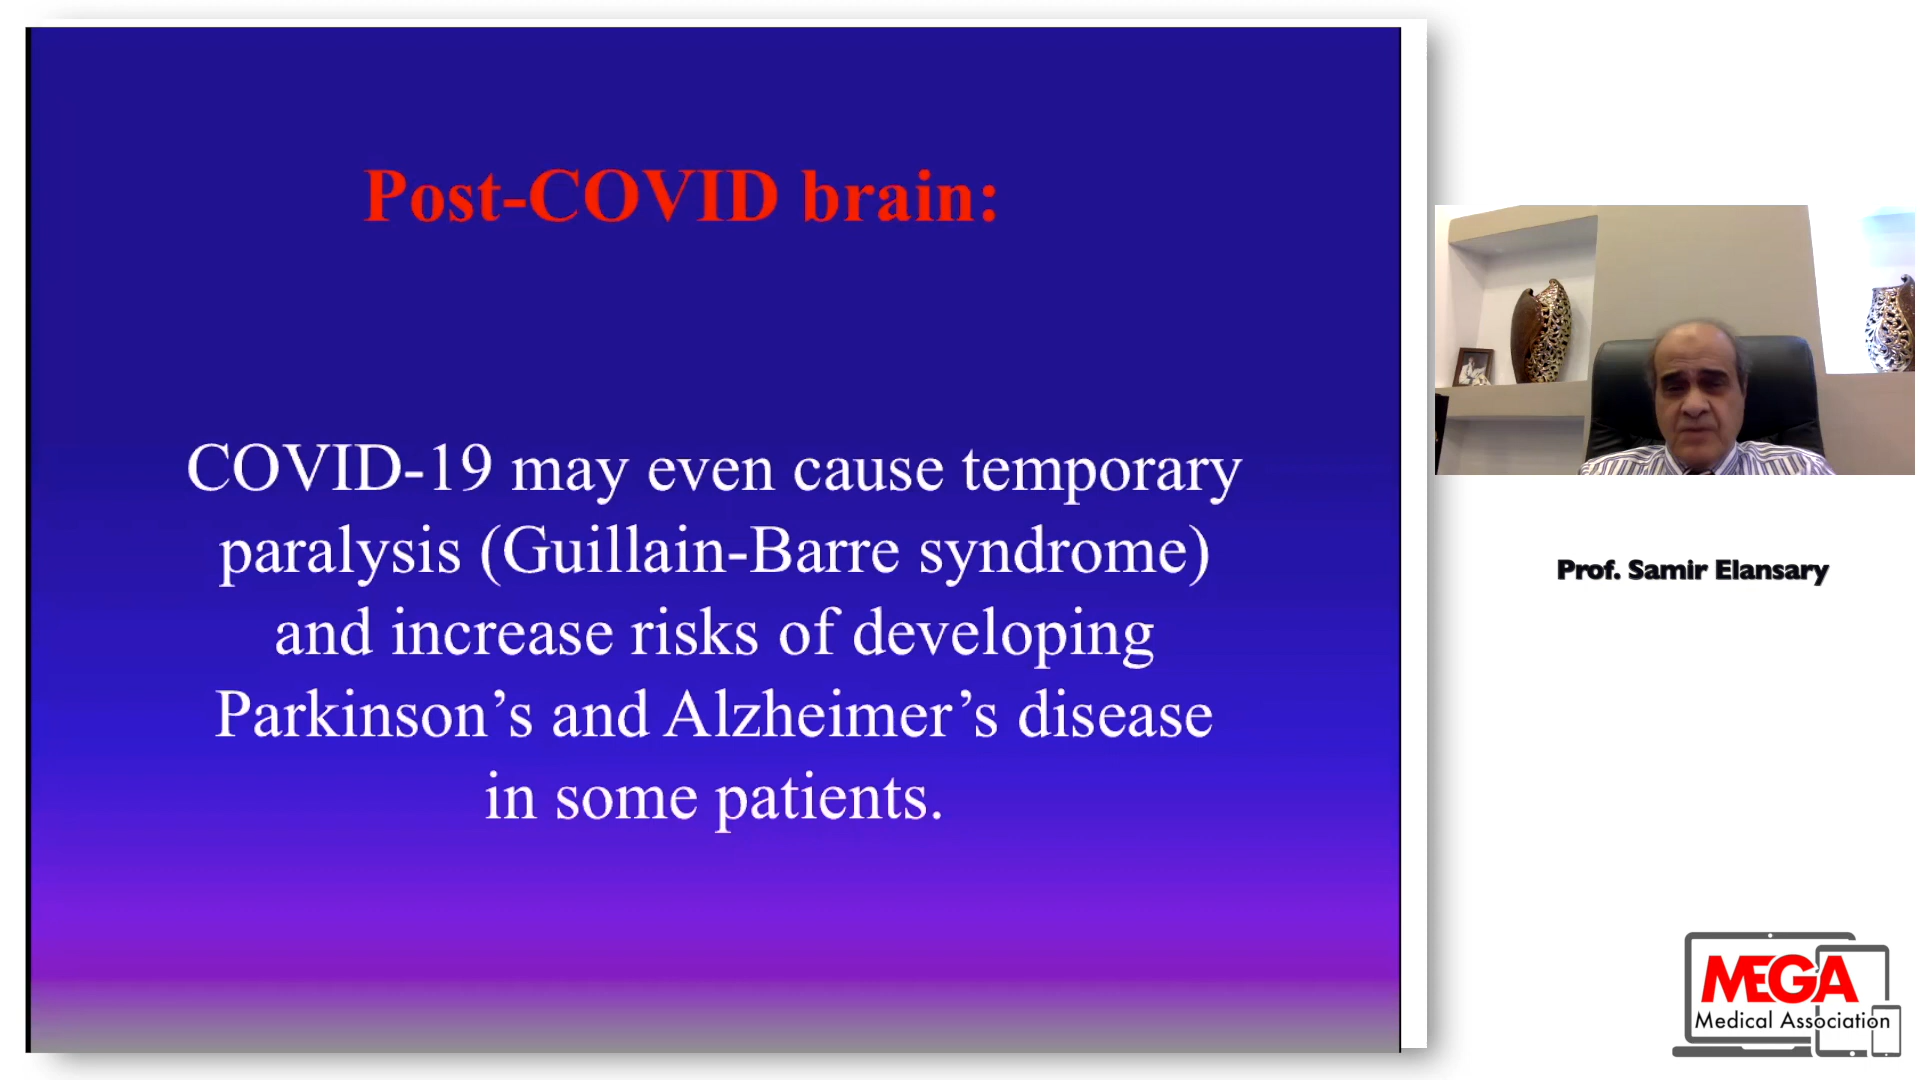 Post-COVID brain:
COVID-19 may even cause temporary
paralysis (Guillain-Barre syndrome)
and increase risks of developing
Parkinson’s and Alzheimer’s disease
in some patients.
Prof. Samir Elansary
MEGA
Medical Association